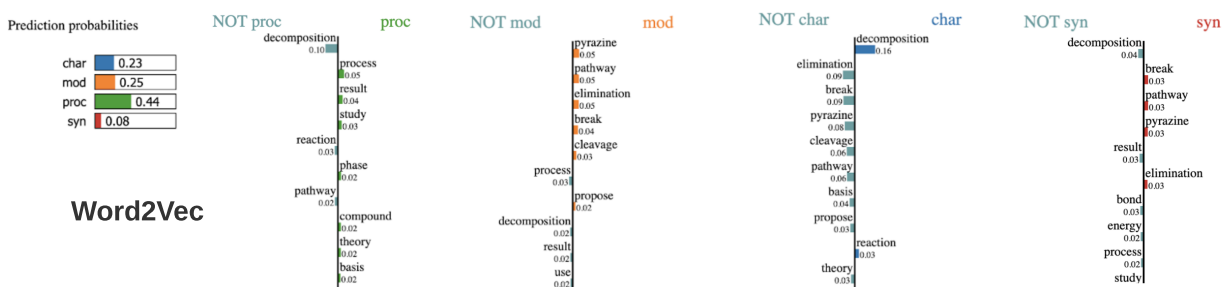 Prediction probabilities
char 0.23
mod 0.25
proc 0.44
syn 0.08
Word2Vec
NOT proc proc
decomposition
0.10
process
0.05
result
0.04
study
0.03
reaction
0.03
phase
0.02
pathway
0.02
compound
0.02
theory
0.02
basis
0.02
NOT mod mod
pyrazine
0.05
pathway
0.05
elimination
0.05
break
0.04
cleavage
0.03
process
0.03
propose
0.02
decomposition
0.02
result
0.02
use
0.02
NOT char char
decomposition
0.16
elimination
0.09
break
0.09
pyrazine
0.08
cleavage
0.06
pathway
0.06
basis
0.04
propose
0.03
reaction
0.03
theory
0.03
NOT syn syn
decomposition
0.04
break
0.03
pathway
0.03
pyrazine
0.03
result
0.03
elimination
0.03
bond
0.03
energy
0.02
process
0.02
study